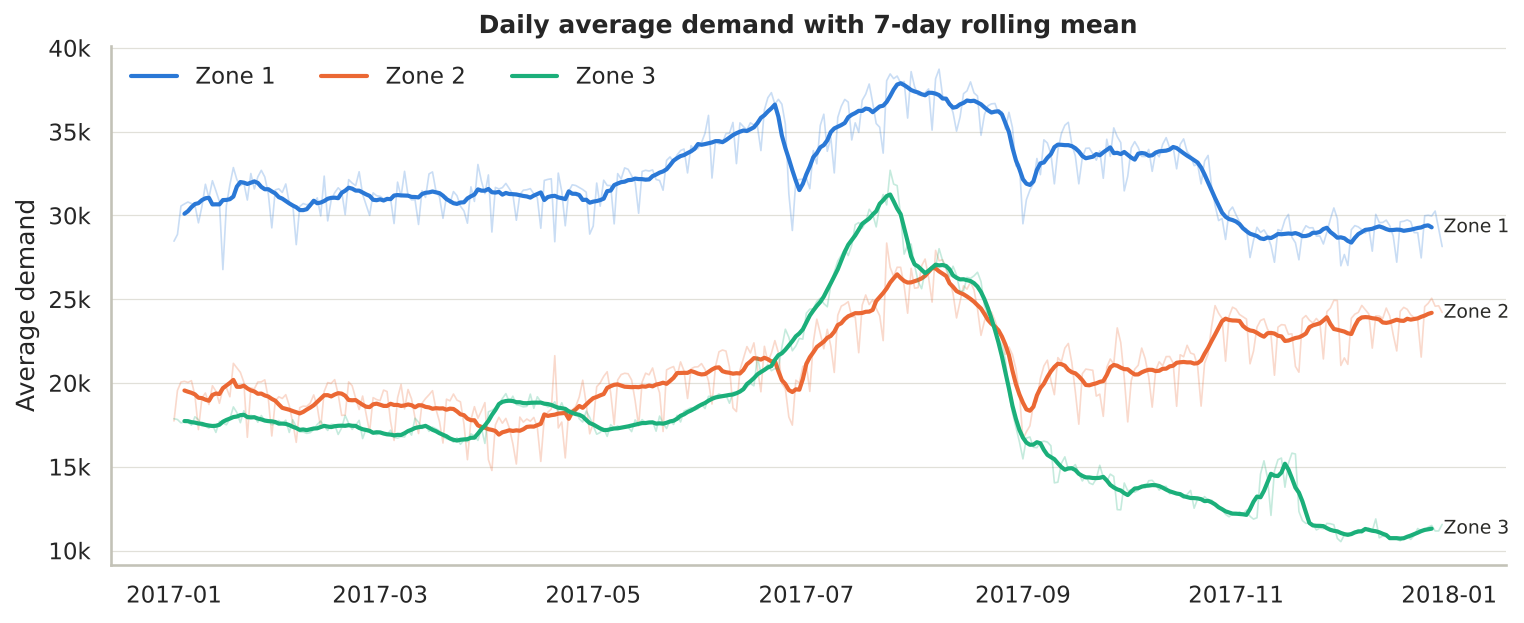 Daily average demand with 7-day rolling mean
Zone 1 Zone 2 Zone 3
Average demand
40k
35k
30k
25k
20k
15k
10k
Zone 1
Zone 2
Zone 3
2017-01 2017-03 2017-05 2017-07 2017-09 2017-11 2018-01